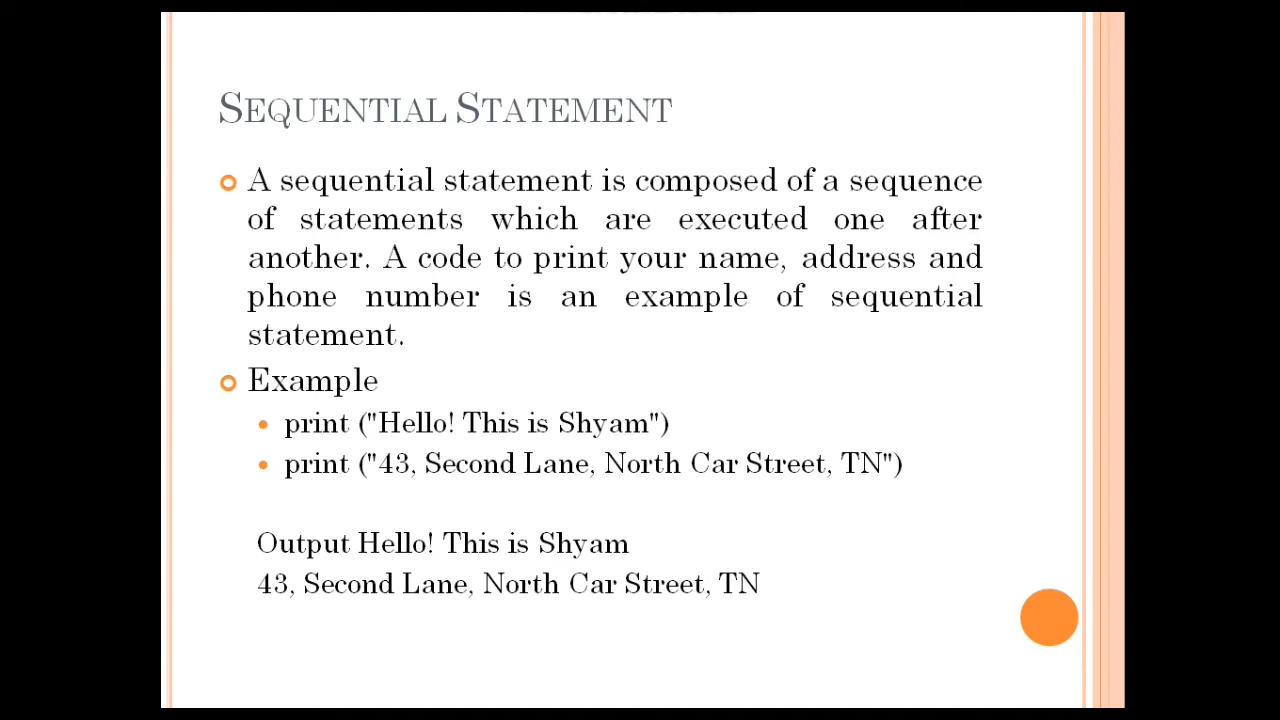 SEQUENTIAL STATEMENT
A sequential statement is composed of a sequence
of statements which are executed one after
another. A code to print your name, address and
phone number is an example of sequential
statement.
Example
print ("Hello! This is Shyam")
print ("43, Second Lane, North Car Street, TN")
Output Hello! This is Shyam
43, Second Lane, North Car Street, TN